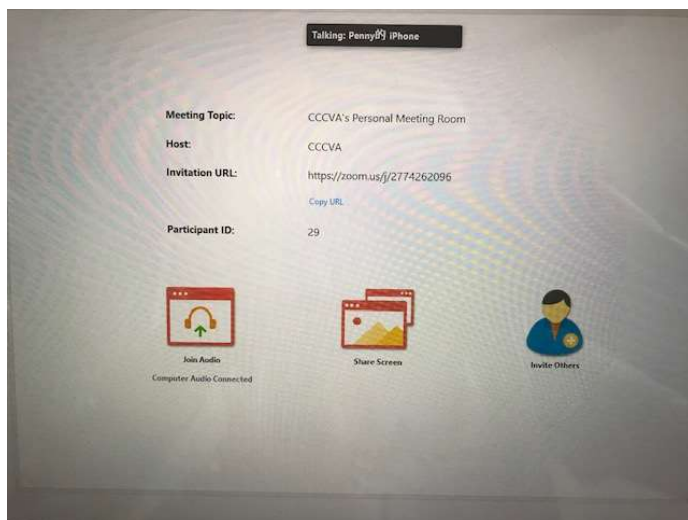 Talking: Penny的 iPhone
Meeting Topic: CCCVA's Personal Meeting Room
Host: CCCVA
Invitation URL: https://zoom.us/j/2774262096
Copy URL
Participant ID: 29
Join Audio
Computer Audio Connected
Share Screen
Invite Others